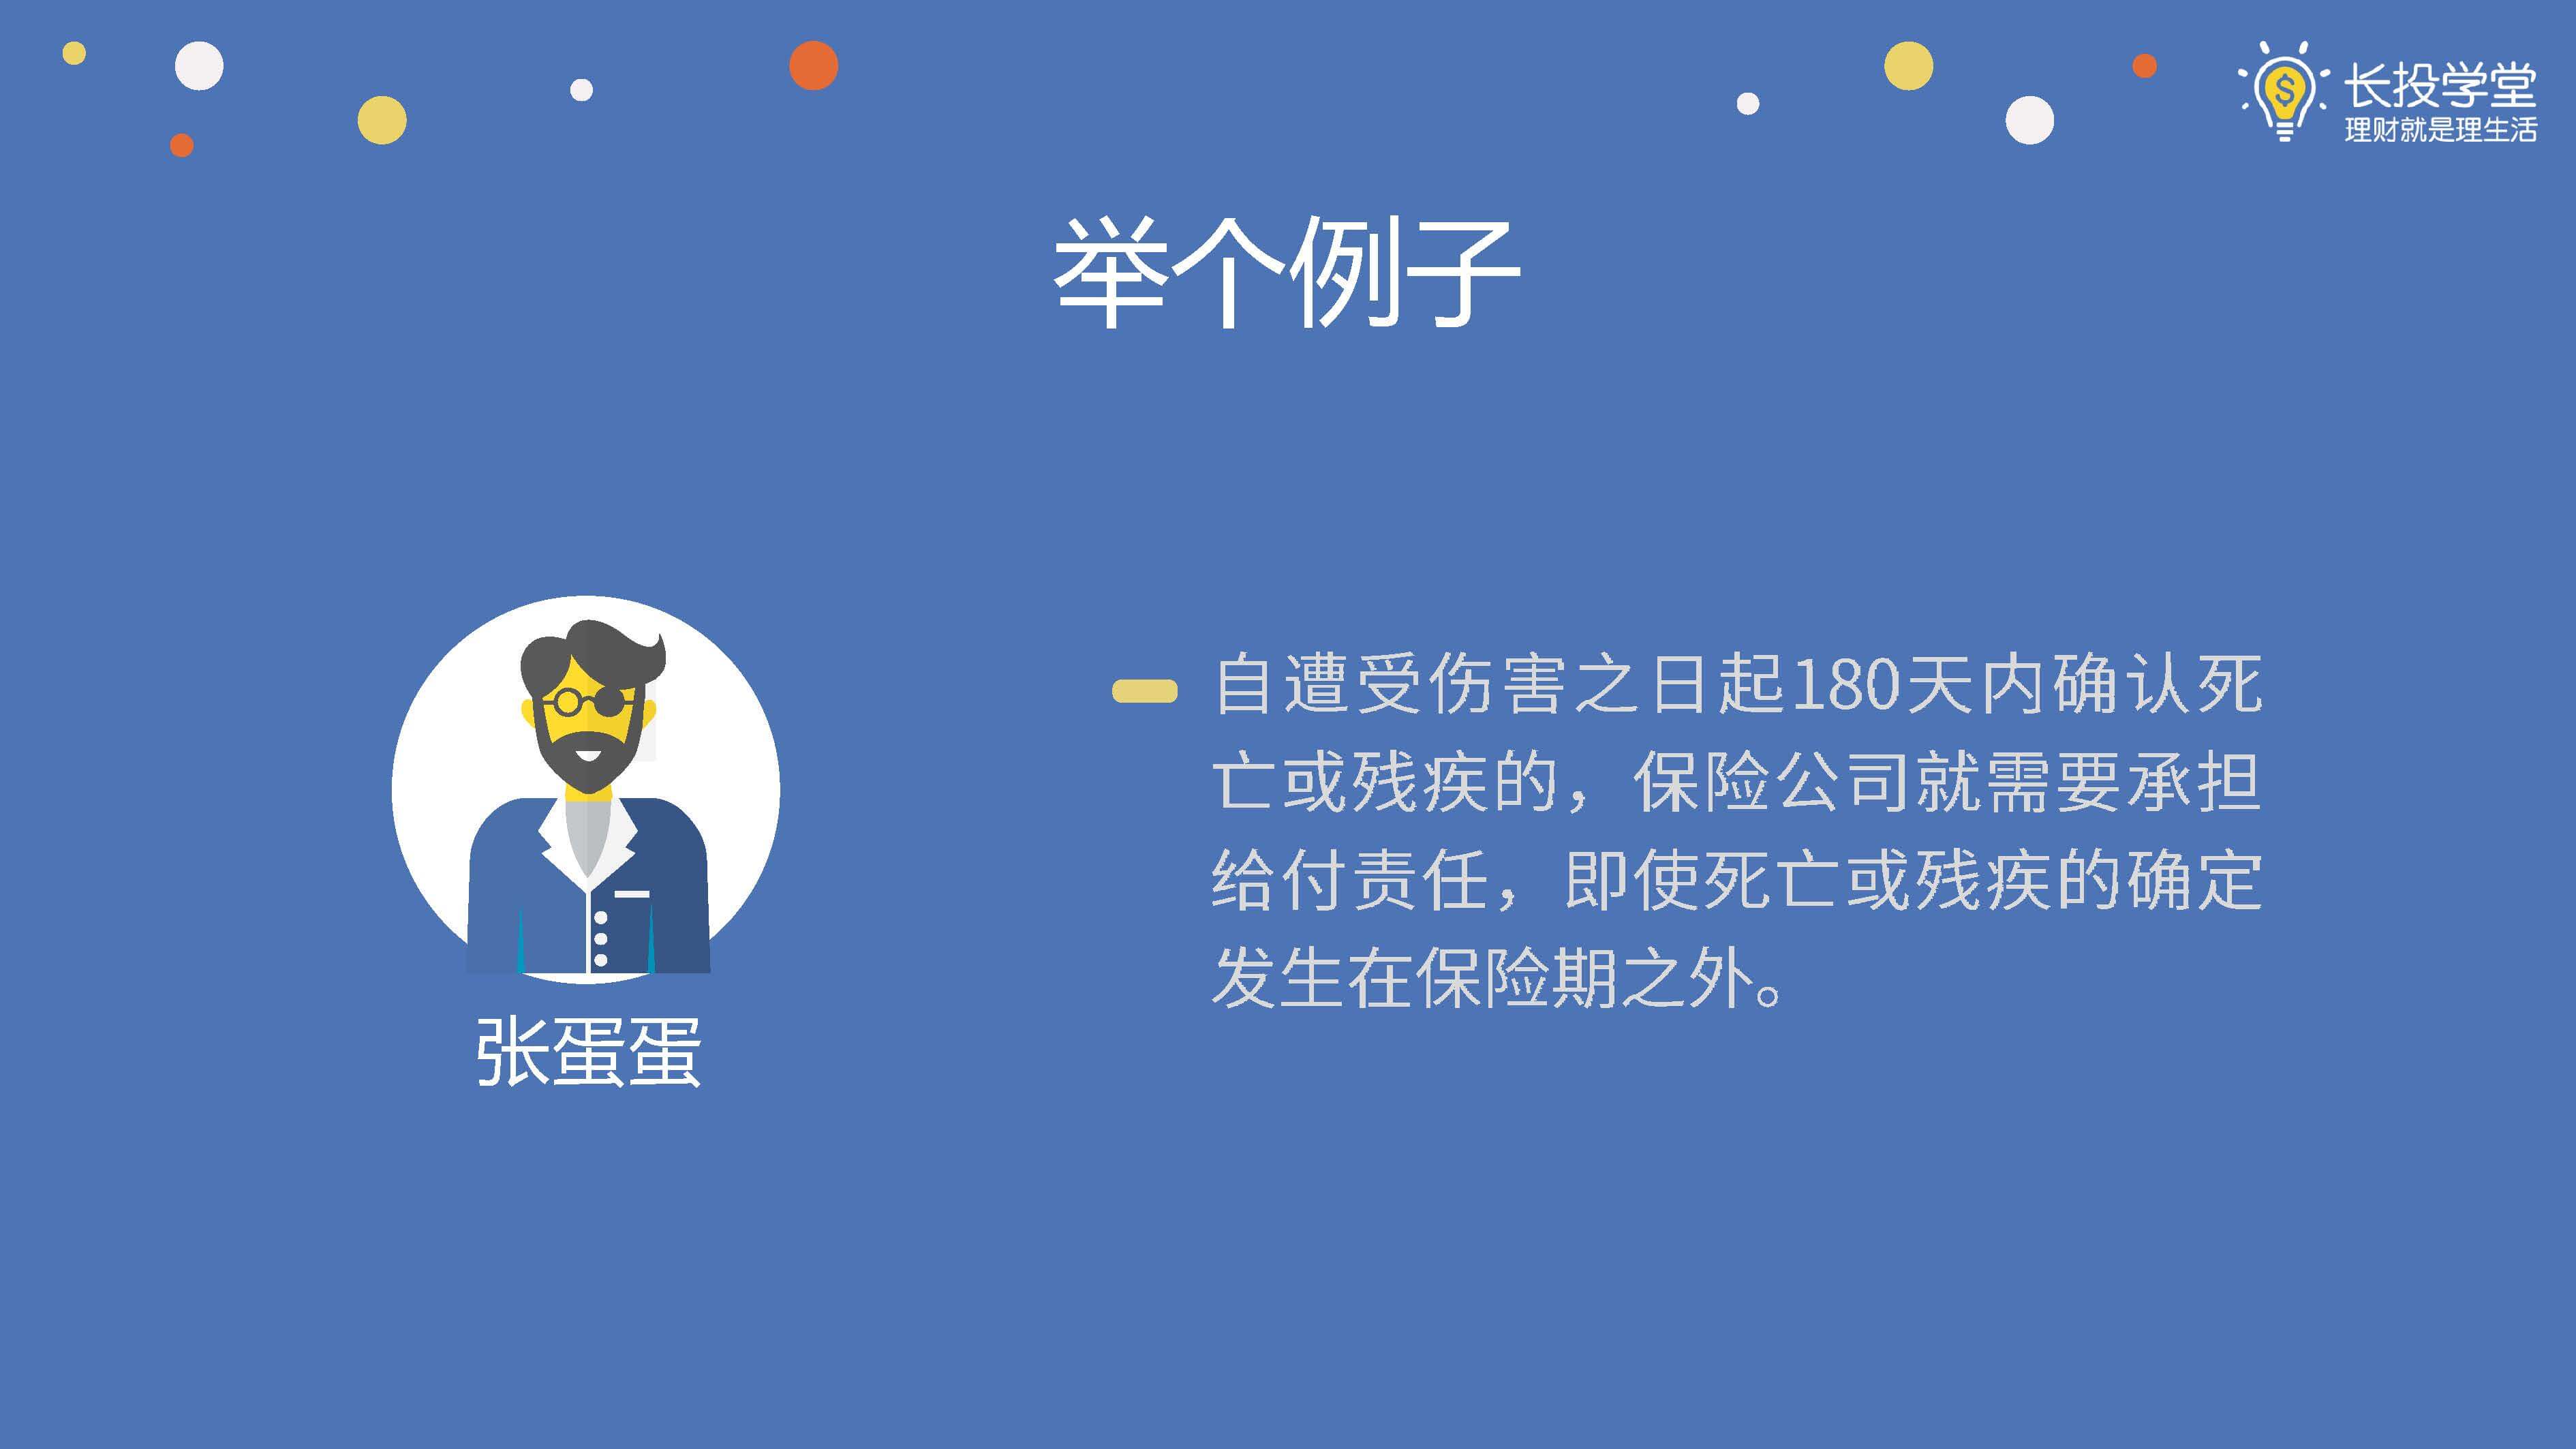 长投学堂
理财就是理生活
举个例子
自遭受伤害之日起180天内确认死
亡或残疾的，保险公司就需要承担
给付责任，即使死亡或残疾的确定
发生在保险期之外。
张蛋蛋